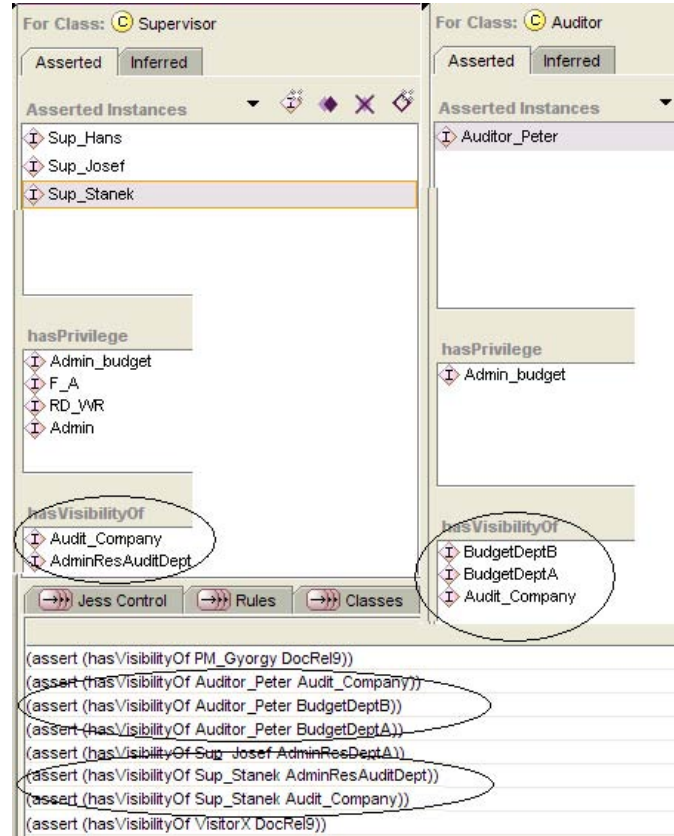 For Class: C Supervisor
Asserted Inferred
Asserted Instances
I Sup_Hans
I Sup_Josef
I Sup_Stanek
hasPrivilege
I Admin_budget
I F_A
I RD_WR
I Admin
hasVisibilityOf
I Audit_Company
I AdminResAuditDept
For Class: C Auditor
Asserted Inferred
Asserted Instances
I Auditor_Peter
hasPrivilege
I Admin_budget
hasVisibilityOf
I BudgetDeptB
I BudgetDeptA
I Audit_Company
Jess Control Rules Classes
(assert (hasVisibilityOf PM_Gyorgy DocRel9))
(assert (hasVisibilityOf Auditor_Peter Audit_Company))
(assert (hasVisibilityOf Auditor_Peter BudgetDeptB))
(assert (hasVisibilityOf Auditor_Peter BudgetDeptA))
(assert (hasVisibilityOf Sup_Josef AdminResDeptA))
(assert (hasVisibilityOf Sup_Stanek AdminResAuditDept))
(assert (hasVisibilityOf Sup_Stanek Audit_Company))
(assert (hasVisibilityOf VisitorX DocRel9))